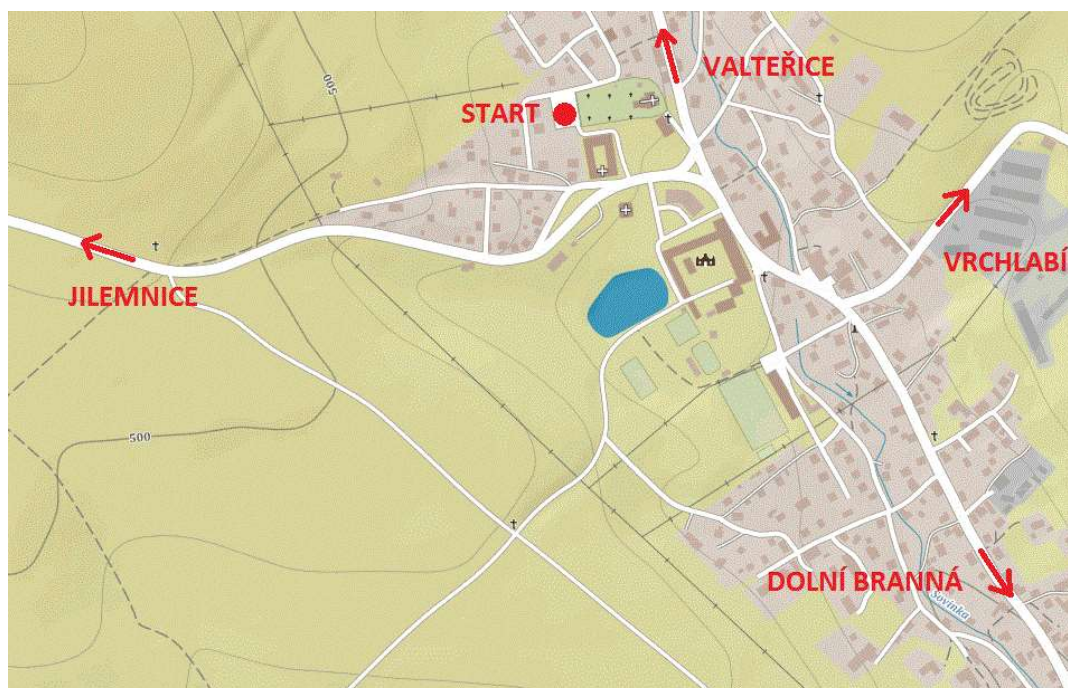 VALTEŘICE
500
START
VRCHLABÍ
JILEMNICE
500
DOLNÍ BRANNÁ
Sovinka